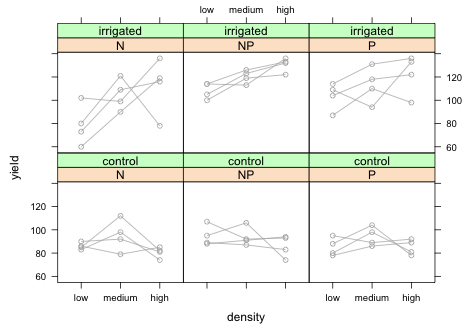 low medium high
irrigated irrigated irrigated
N NP P
120
100
80
60
control control control
N NP P
120
100
80
60
low medium high low medium high
yield
density